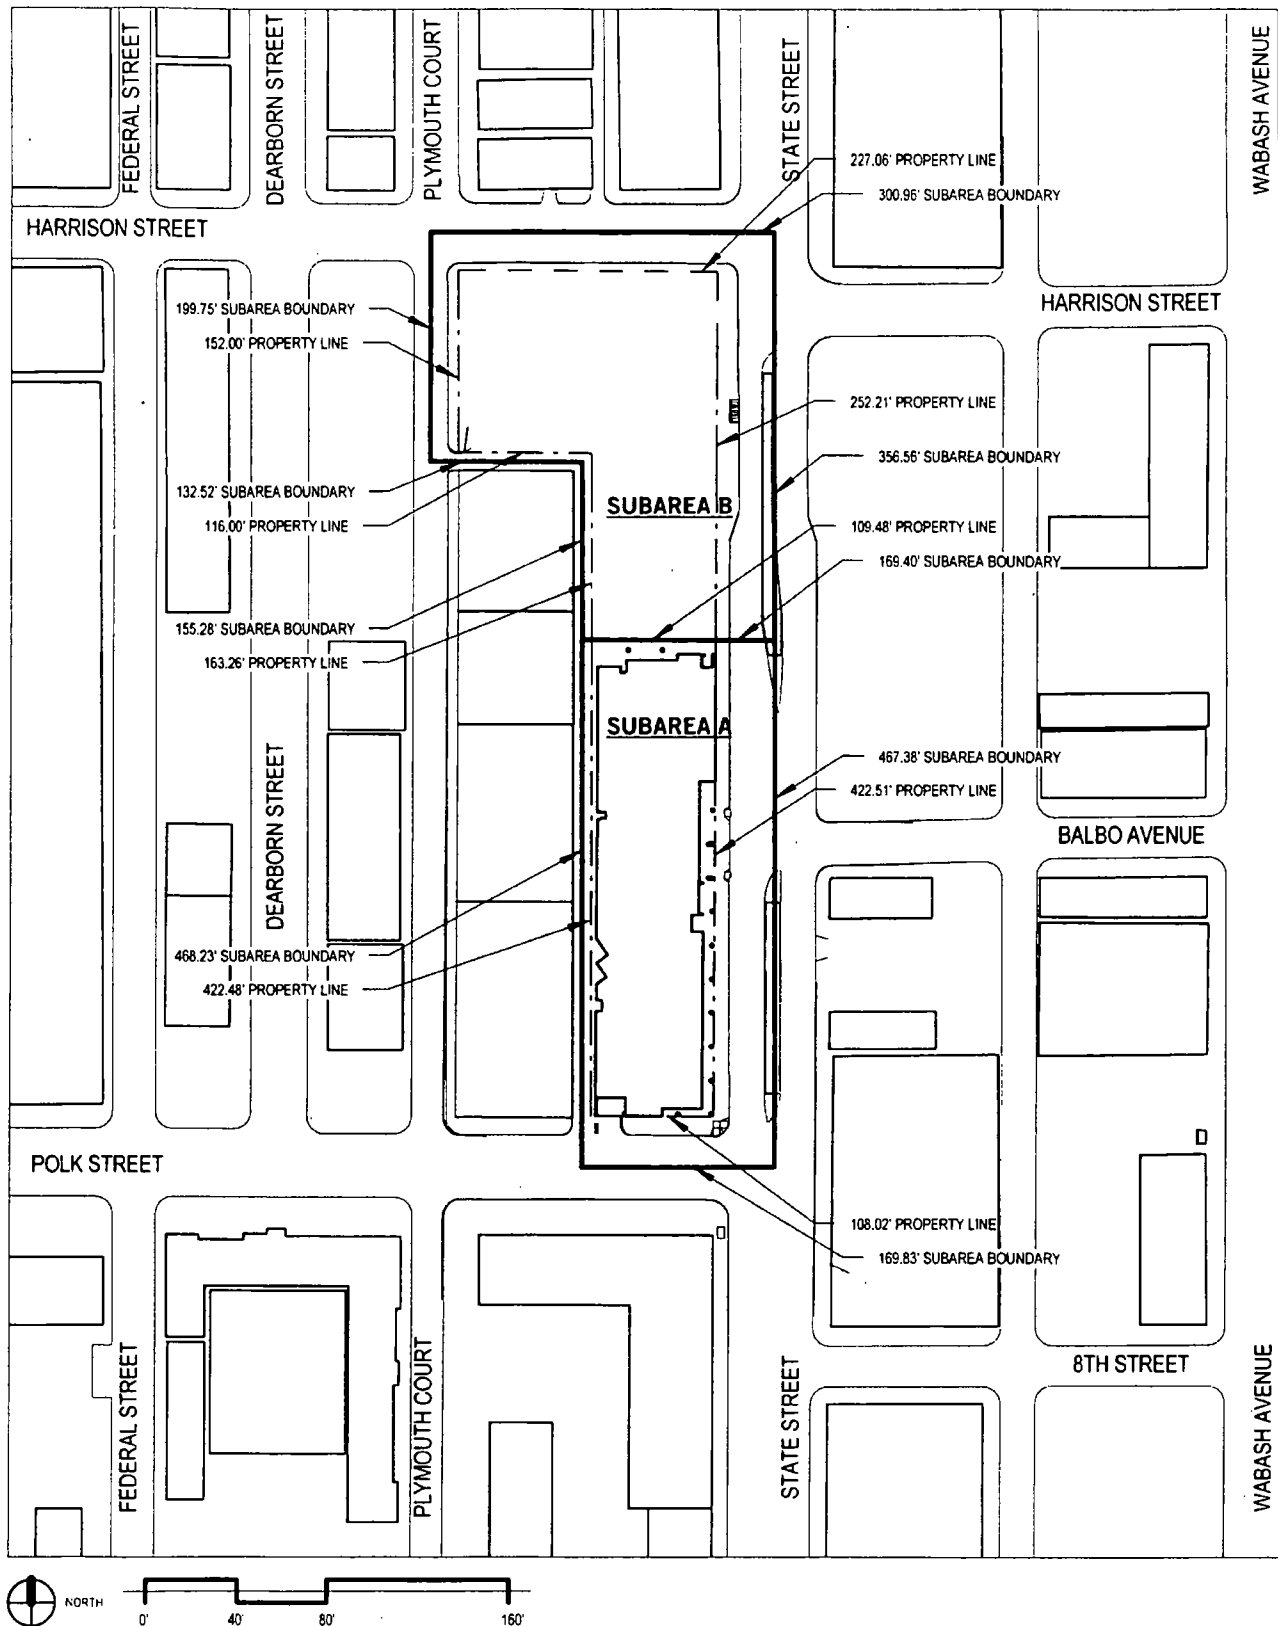 FEDERAL STREET
DEARBORN STREET
PLYMOUTH COURT
STATE STREET
WABASH AVENUE
227.06' PROPERTY LINE
300.96' SUBAREA BOUNDARY
HARRISON STREET
HARRISON STREET
199.75' SUBAREA BOUNDARY
152.00' PROPERTY LINE
252.21' PROPERTY LINE
356.56' SUBAREA BOUNDARY
132.52' SUBAREA BOUNDARY
116.00' PROPERTY LINE
SUBAREA B
109.48' PROPERTY LINE
169.40' SUBAREA BOUNDARY
155.28' SUBAREA BOUNDARY
163.26' PROPERTY LINE
SUBAREA A
467.38' SUBAREA BOUNDARY
422.51' PROPERTY LINE
DEARBORN STREET
BALBO AVENUE
468.23' SUBAREA BOUNDARY
422.48' PROPERTY LINE
POLK STREET
108.02' PROPERTY LINE
169.83' SUBAREA BOUNDARY
FEDERAL STREET
PLYMOUTH COURT
STATE STREET
8TH STREET
WABASH AVENUE
NORTH
0' 40' 80' 160'